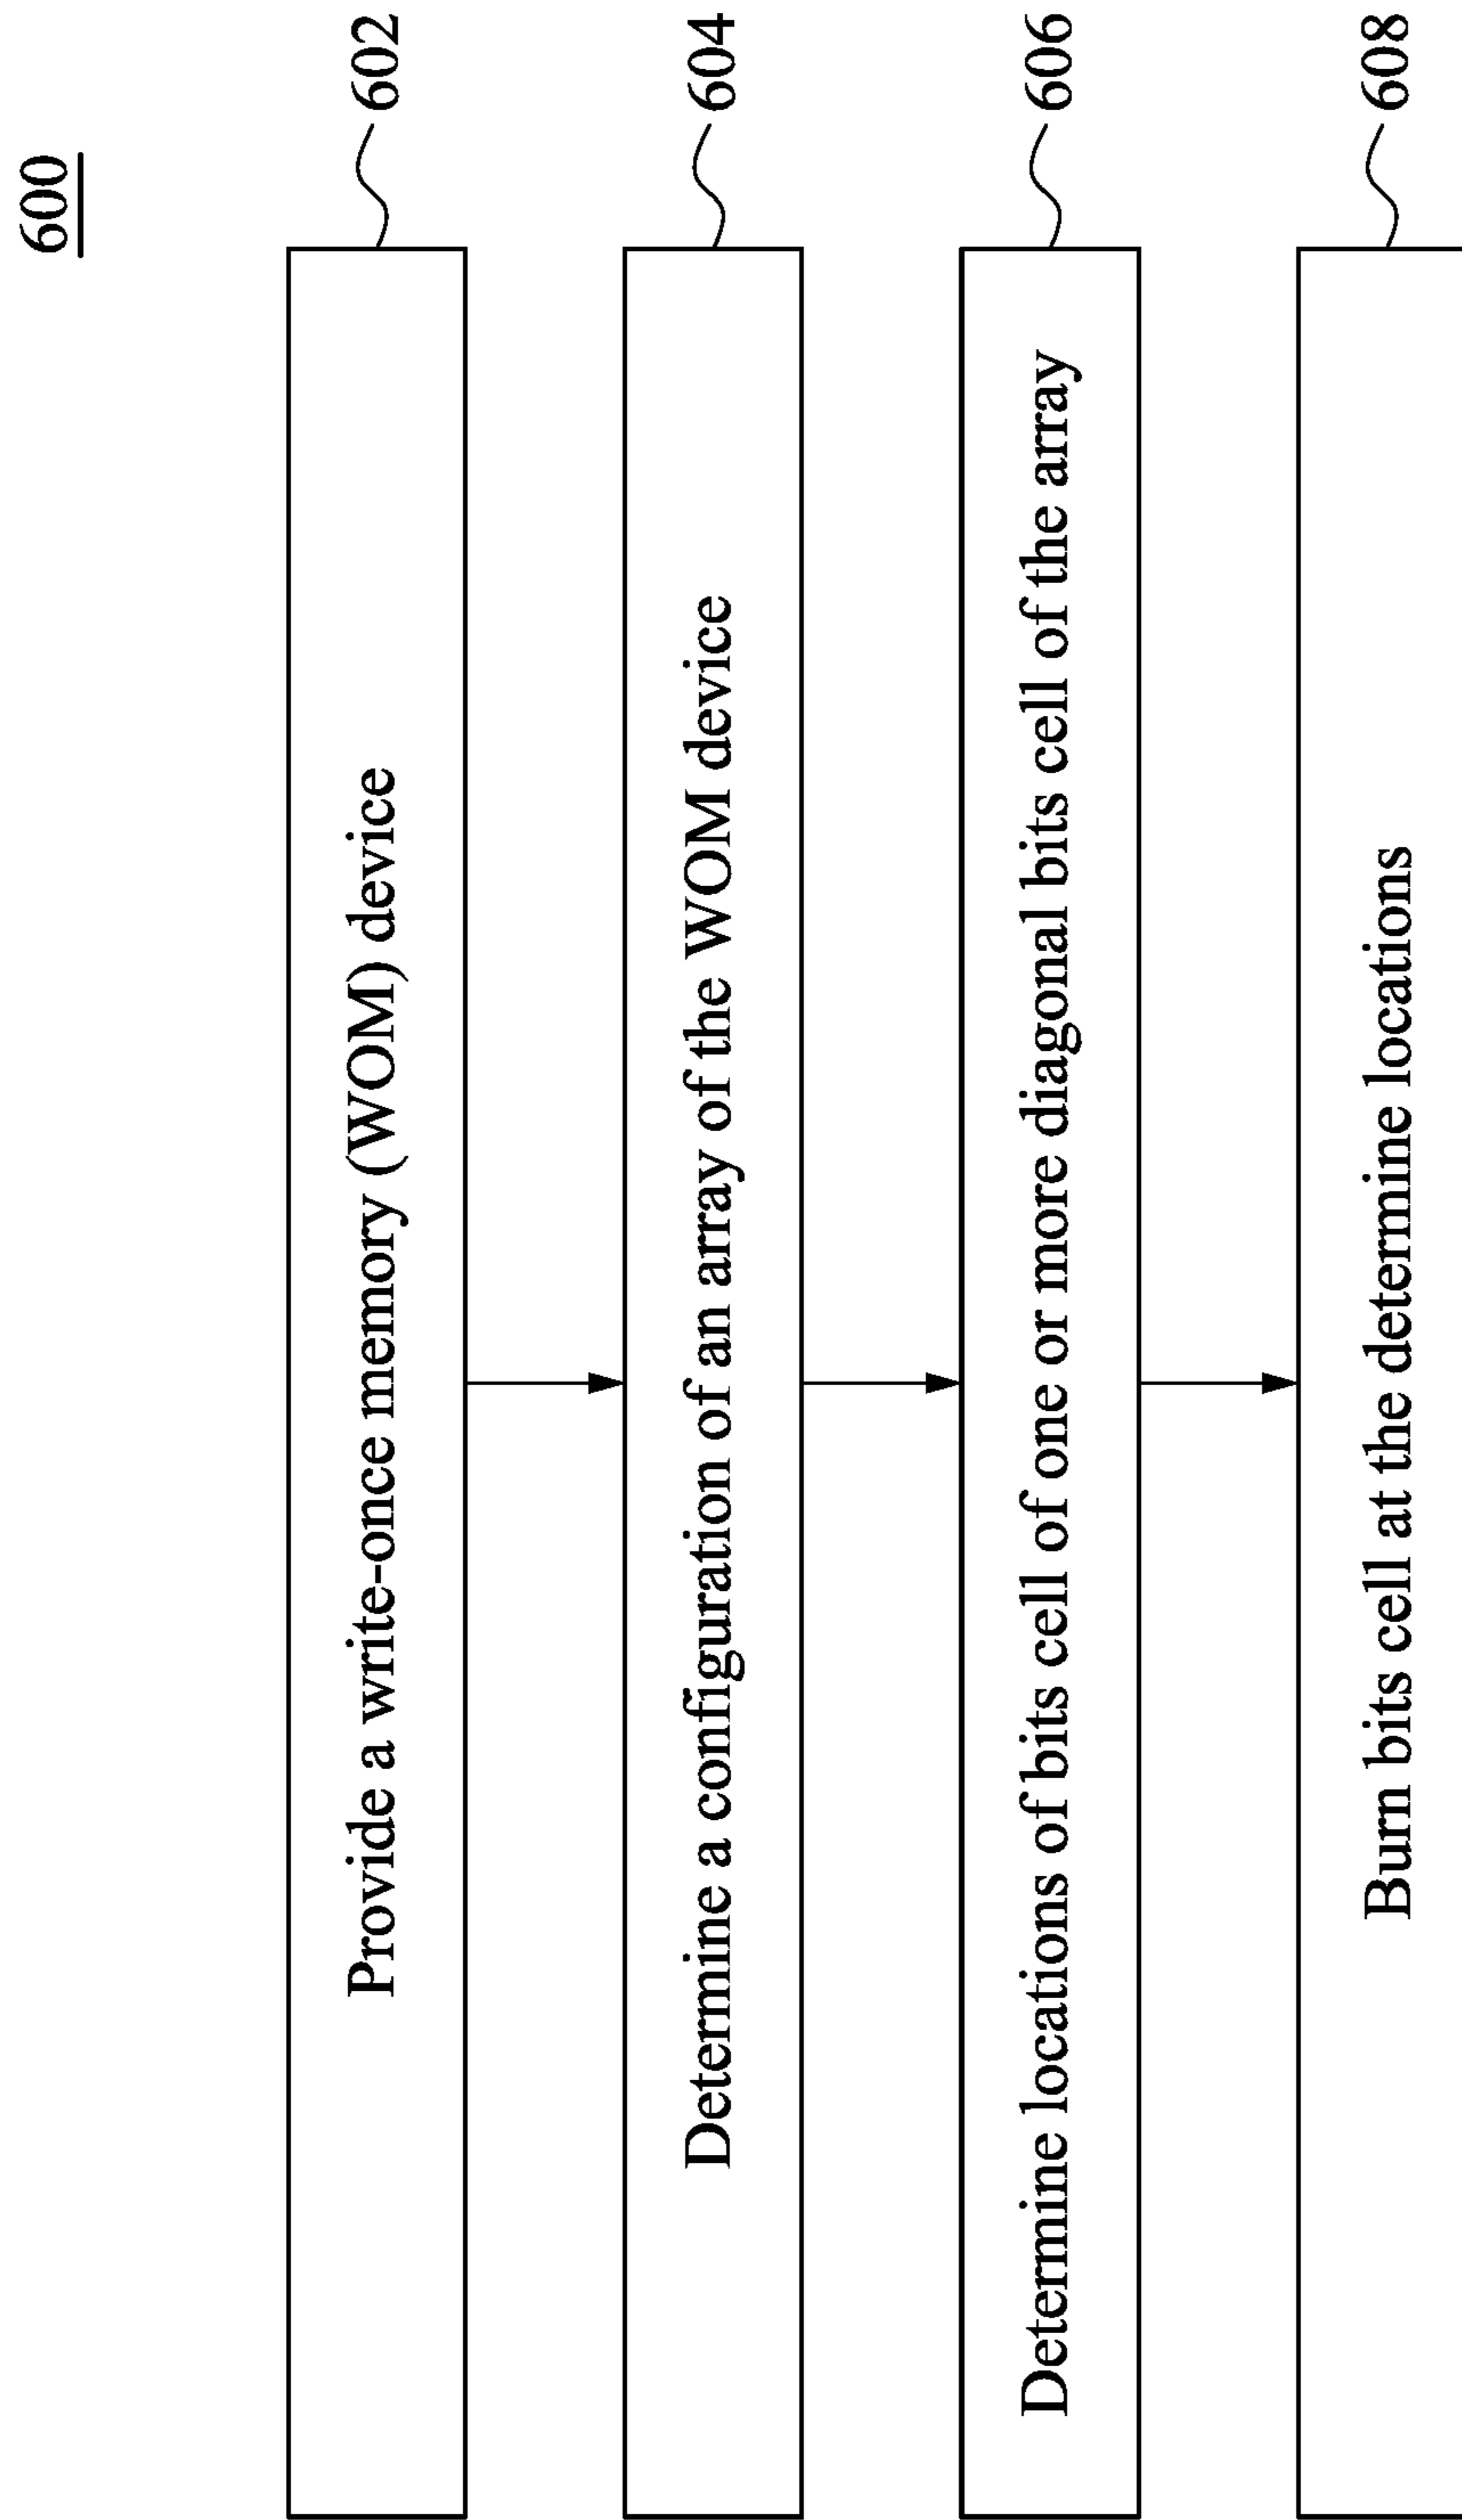 600
Provide a write-once memory (WOM) device
602
Determine a configuration of an array of the WOM device
604
Determine locations of bits cell of one or more diagonal bits cell of the array
606
Burn bits cell at the determine locations
608